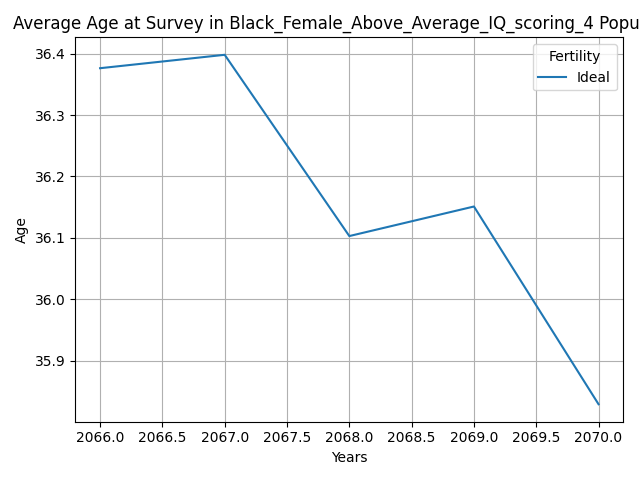 Average Age at Survey in Black_Female_Above_Average_IQ_scoring_4 Popu
Fertility
Ideal
36.4
36.3
36.2
36.1
36.0
35.9
Age
2066.0 2066.5 2067.0 2067.5 2068.0 2068.5 2069.0 2069.5 2070.0
Years